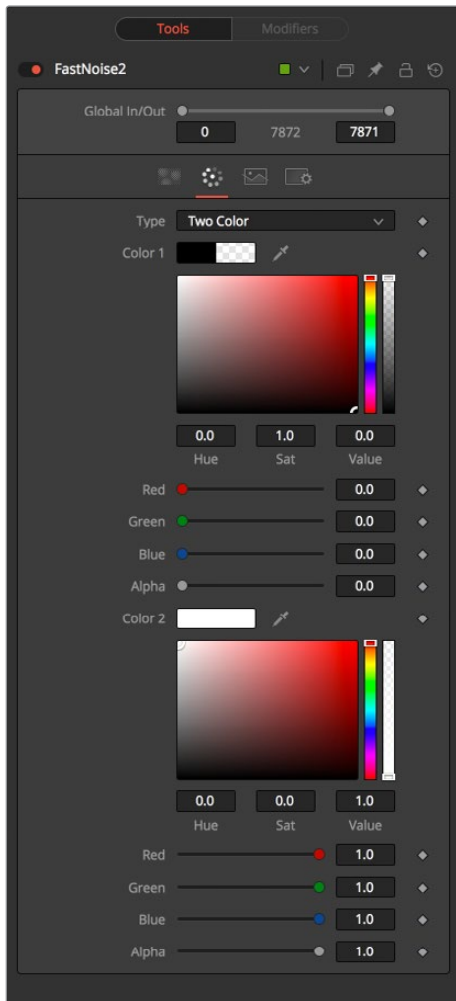 Tools Modifiers
FastNoise2
Global In/Out
0 7872 7871
Type Two Color
Color 1
0.0 1.0 0.0
Hue Sat Value
Red 0.0
Green 0.0
Blue 0.0
Alpha 0.0
Color 2
0.0 0.0 1.0
Hue Sat Value
Red 1.0
Green 1.0
Blue 1.0
Alpha 1.0